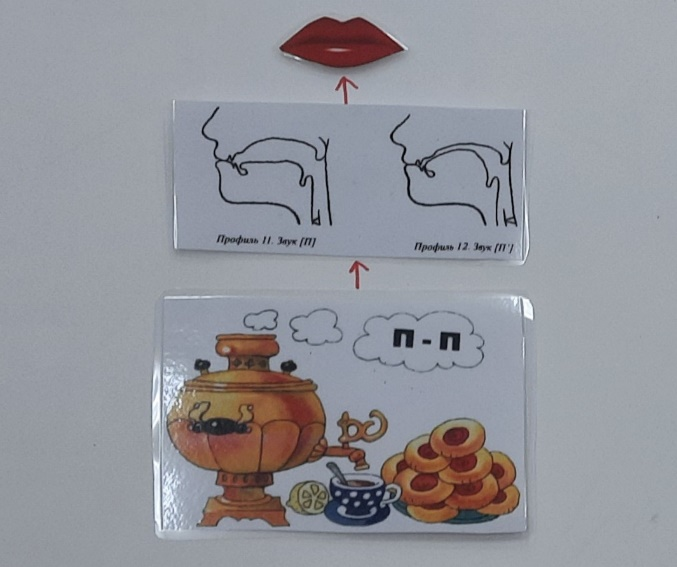 Профиль 11. Звук [П]
Профиль 12. Звук [П']
П - П